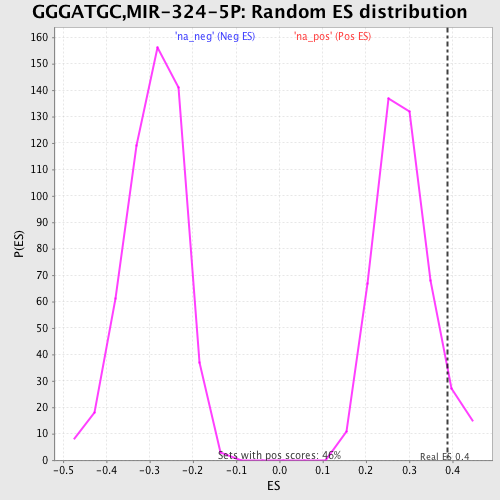 GGGATGC,MIR-324-5P: Random ES distribution
'na_neg' (Neg ES) 'na_pos' (Pos ES)
160
150
140
130
120
110
100
90
80
70
60
50
40
30
20
10
0
P(ES)
Sets with pos scores: 46%
Real ES 0.4
-0.5 -0.4 -0.3 -0.2 -0.1 0.0 0.1 0.2 0.3 0.4
ES